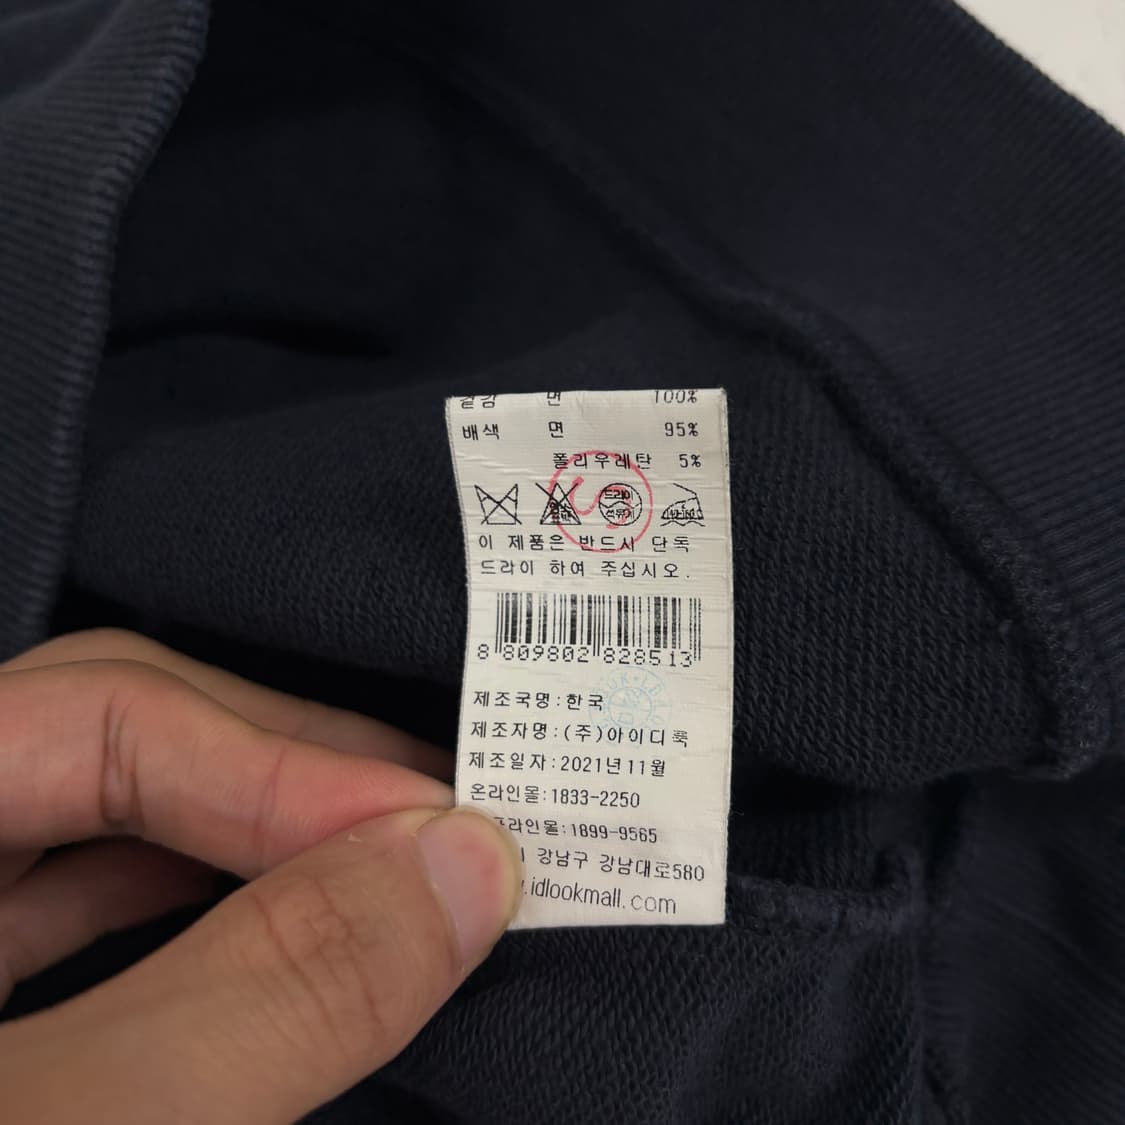 겉감 면 100%
배색 면 95%
폴리우레탄 5%
드라이
석유계
이 제품은 반드시 단독
드라이 하여 주십시오.
8 809802 828513
제조국명:한국
제조자명:(주)아이디룩
제조일자:2021년11월
온라인몰:1833-2250
프라인몰:1899-9565
강남구 강남대로580
.idlookmall.com
S